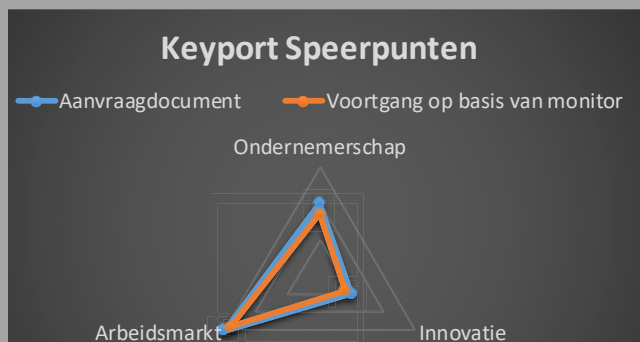 Keyport Speerpunten
Aanvraagdocument
Voortgang op basis van monitor
Ondernemerschap
Arbeidsmarkt
Innovatie